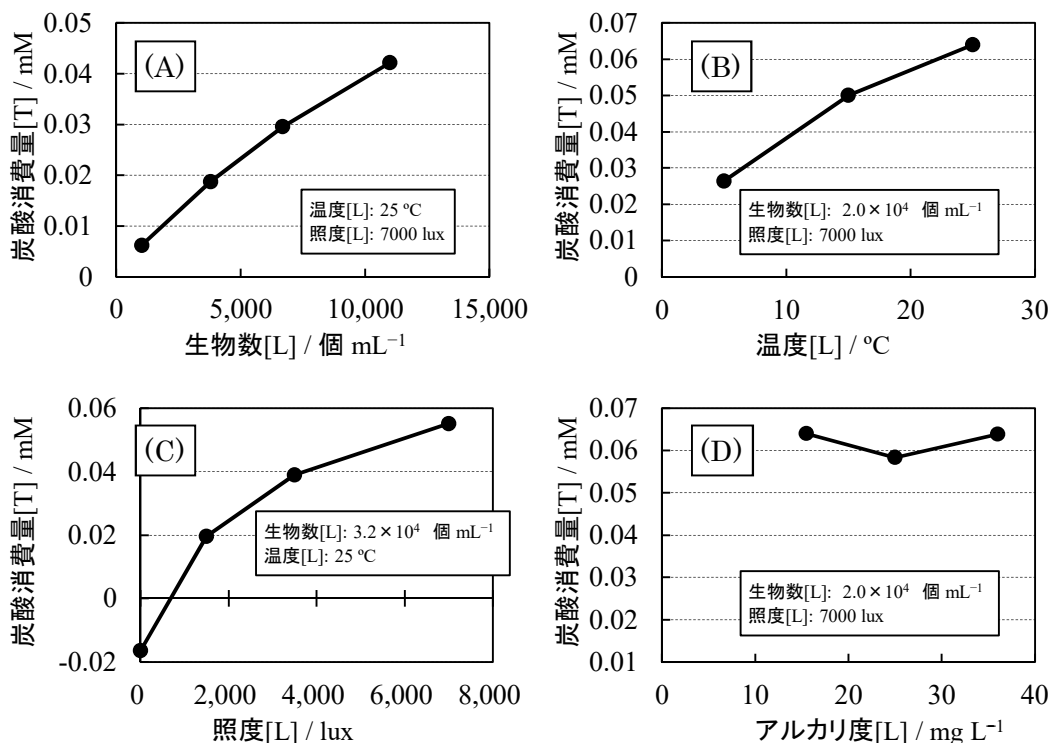 0.05
0.04
0.03
0.02
0.01
0
炭酸消費量[T] / mM
(A)
温度[L]: 25 ºC
照度[L]: 7000 lux
0 5,000 10,000 15,000
生物数[L] / 個 mL⁻¹
0.07
0.06
0.05
0.04
0.03
0.02
0.01
0
炭酸消費量[T] / mM
(B)
生物数[L]: 2.0×10⁴ 個 mL⁻¹
照度[L]: 7000 lux
0 10 20 30
温度[L] / ºC
0.06
0.04
0.02
0
-0.02
炭酸消費量[T] / mM
(C)
生物数[L]: 3.2×10⁴ 個 mL⁻¹
温度[L]: 25 ºC
0 2,000 4,000 6,000 8,000
照度[L] / lux
0.07
0.06
0.05
0.04
0.03
0.02
0.01
炭酸消費量[T] / mM
(D)
生物数[L]: 2.0×10⁴ 個 mL⁻¹
照度[L]: 7000 lux
0 10 20 30 40
アルカリ度[L] / mg L⁻¹